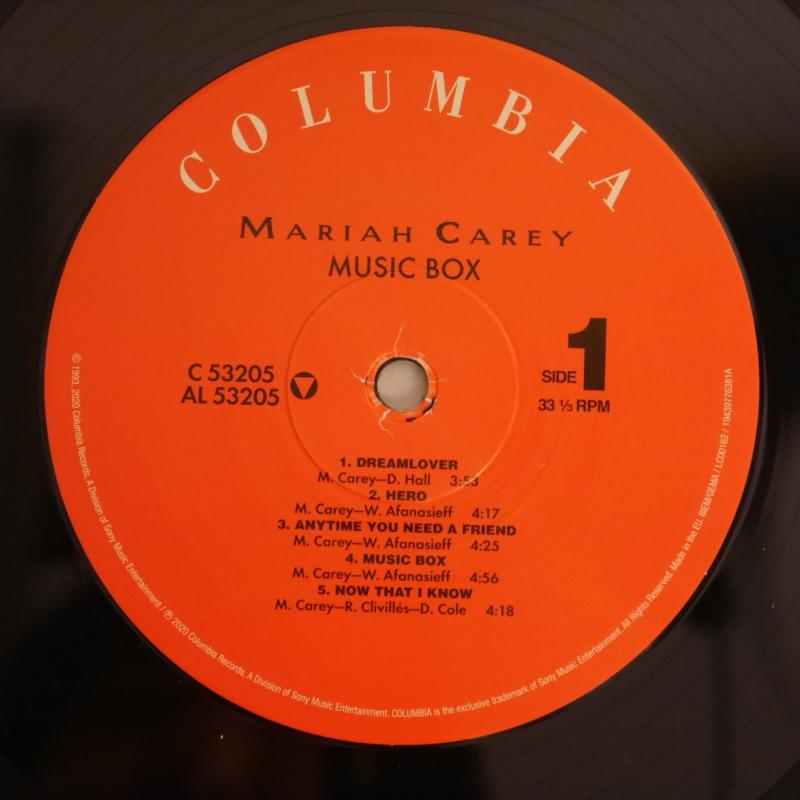 COLUMBIA
MARIAH CAREY
MUSIC BOX
C 53205
AL 53205
SIDE 1
33 ⅓ RPM
1. DREAMLOVER
M. Carey—D. Hall 3:53
2. HERO
M. Carey—W. Afanasieff 4:17
3. ANYTIME YOU NEED A FRIEND
M. Carey—W. Afanasieff 4:25
4. MUSIC BOX
M. Carey—W. Afanasieff 4:56
5. NOW THAT I KNOW
M. Carey—R. Clivillés—D. Cole 4:18
© 1993, 2020 Columbia Records, A Division of Sony Music Entertainment / ℗ 2020 Columbia Records, A Division of Sony Music Entertainment. COLUMBIA is the exclusive trademark of Sony Music Entertainment. All Rights Reserved. Made in the EU. BIEM/GEMA / LC00162 / 19439776381A